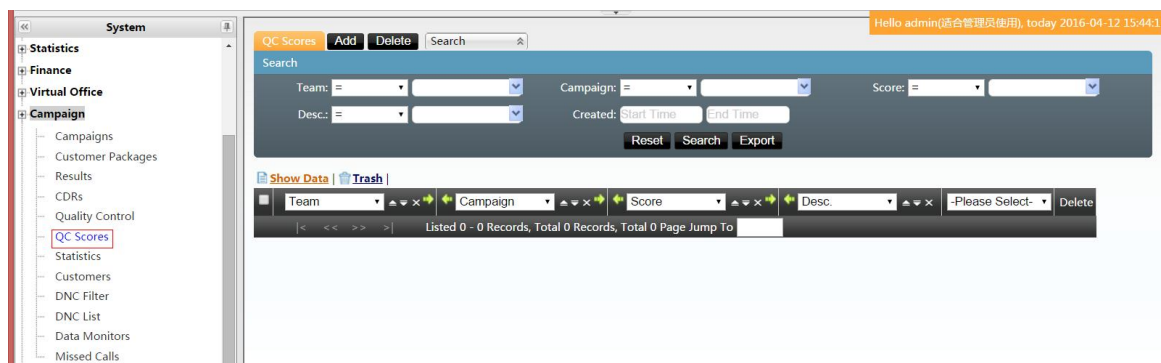 Hello admin(适合管理员使用), today 2016-04-12 15:44:1
System
Statistics
Finance
Virtual Office
Campaign
Campaigns
Customer Packages
Results
CDRs
Quality Control
QC Scores
Statistics
Customers
DNC Filter
DNC List
Data Monitors
Missed Calls
QC Scores Add Delete Search
Search
Team: = Campaign: = Score: =
Desc.: = Created: Start Time End Time
Reset Search Export
Show Data | Trash |
Team Campaign Score Desc. -Please Select- Delete
|< << >> >| Listed 0 - 0 Records, Total 0 Records, Total 0 Page Jump To